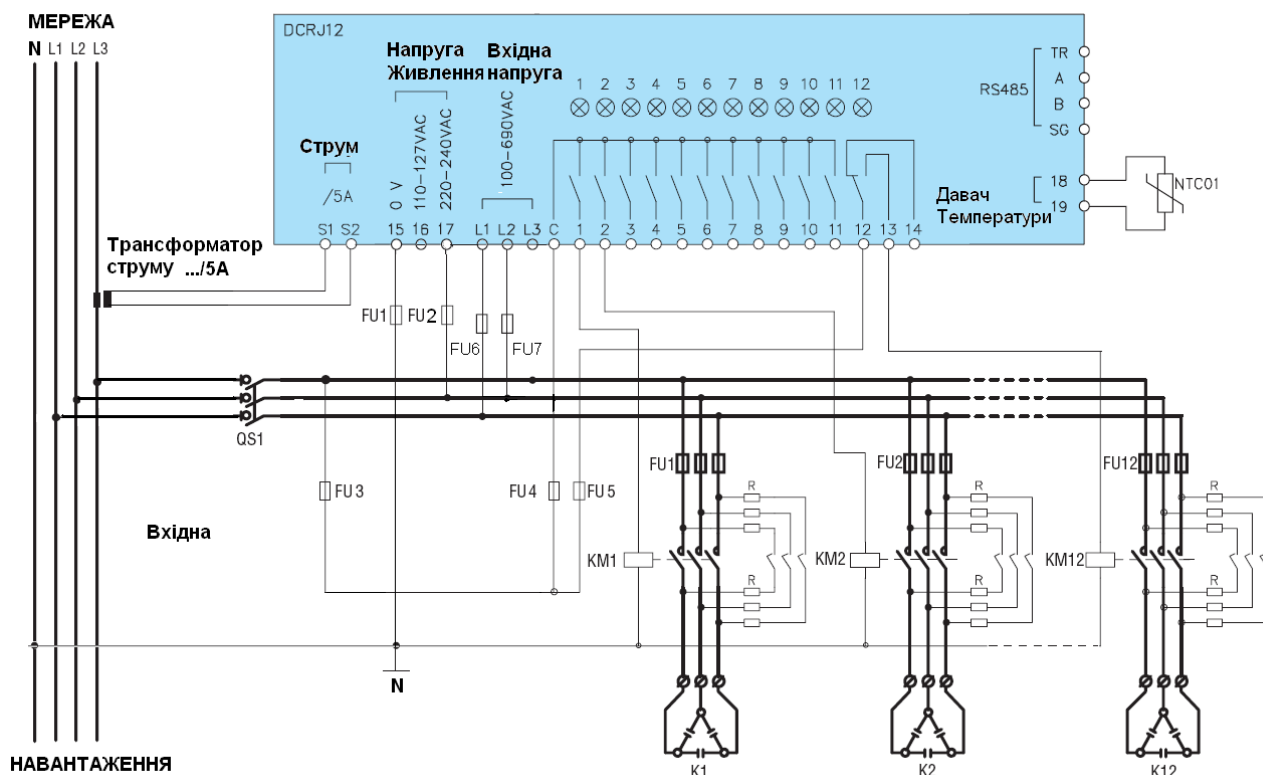 МЕРЕЖА
N L1 L2 L3
DCRJ12
Напруга Живлення
Вхідна напруга
1 2 3 4 5 6 7 8 9 10 11 12
TR
A
B
SG
RS485
Струм
/5A
0 V
110-127VAC
220-240VAC
100-690VAC
18
19
NTC01
Давач
Температури
S1 S2 15 16 17 L1 L2 L3 C 1 2 3 4 5 6 7 8 9 10 11 12 13 14
Трансформатор
струму .../5А
FU1 FU2
FU6 FU7
QS1
FU1 FU2 FU12
FU3 FU4 FU5
R R R
Вхідна
KM1 KM2 KM12
R R R
N
K1 K2 K12
НАВАНТАЖЕННЯ